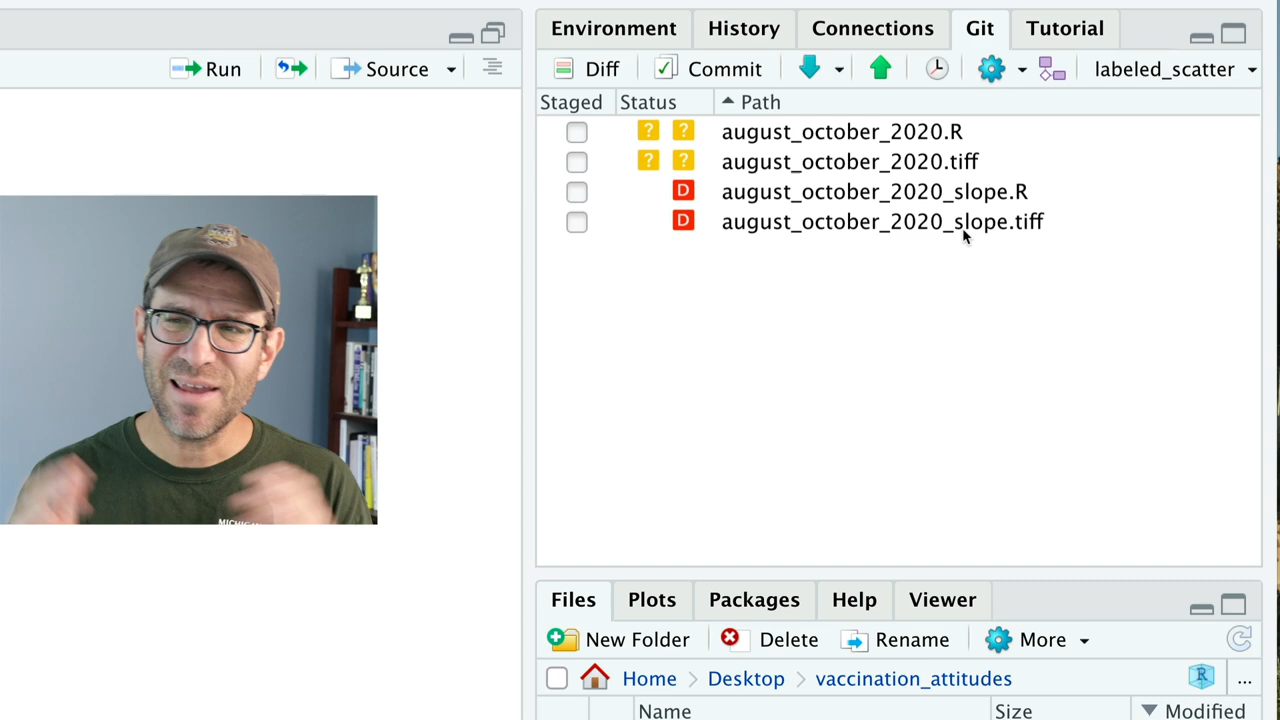 Environment History Connections Git Tutorial
Run Source Diff Commit labeled_scatter
Staged Status Path
? ? august_october_2020.R
? ? august_october_2020.tiff
D august_october_2020_slope.R
D august_october_2020_slope.tiff
Files Plots Packages Help Viewer
New Folder Delete Rename More
Home Desktop vaccination_attitudes R ...
Name Size Modified